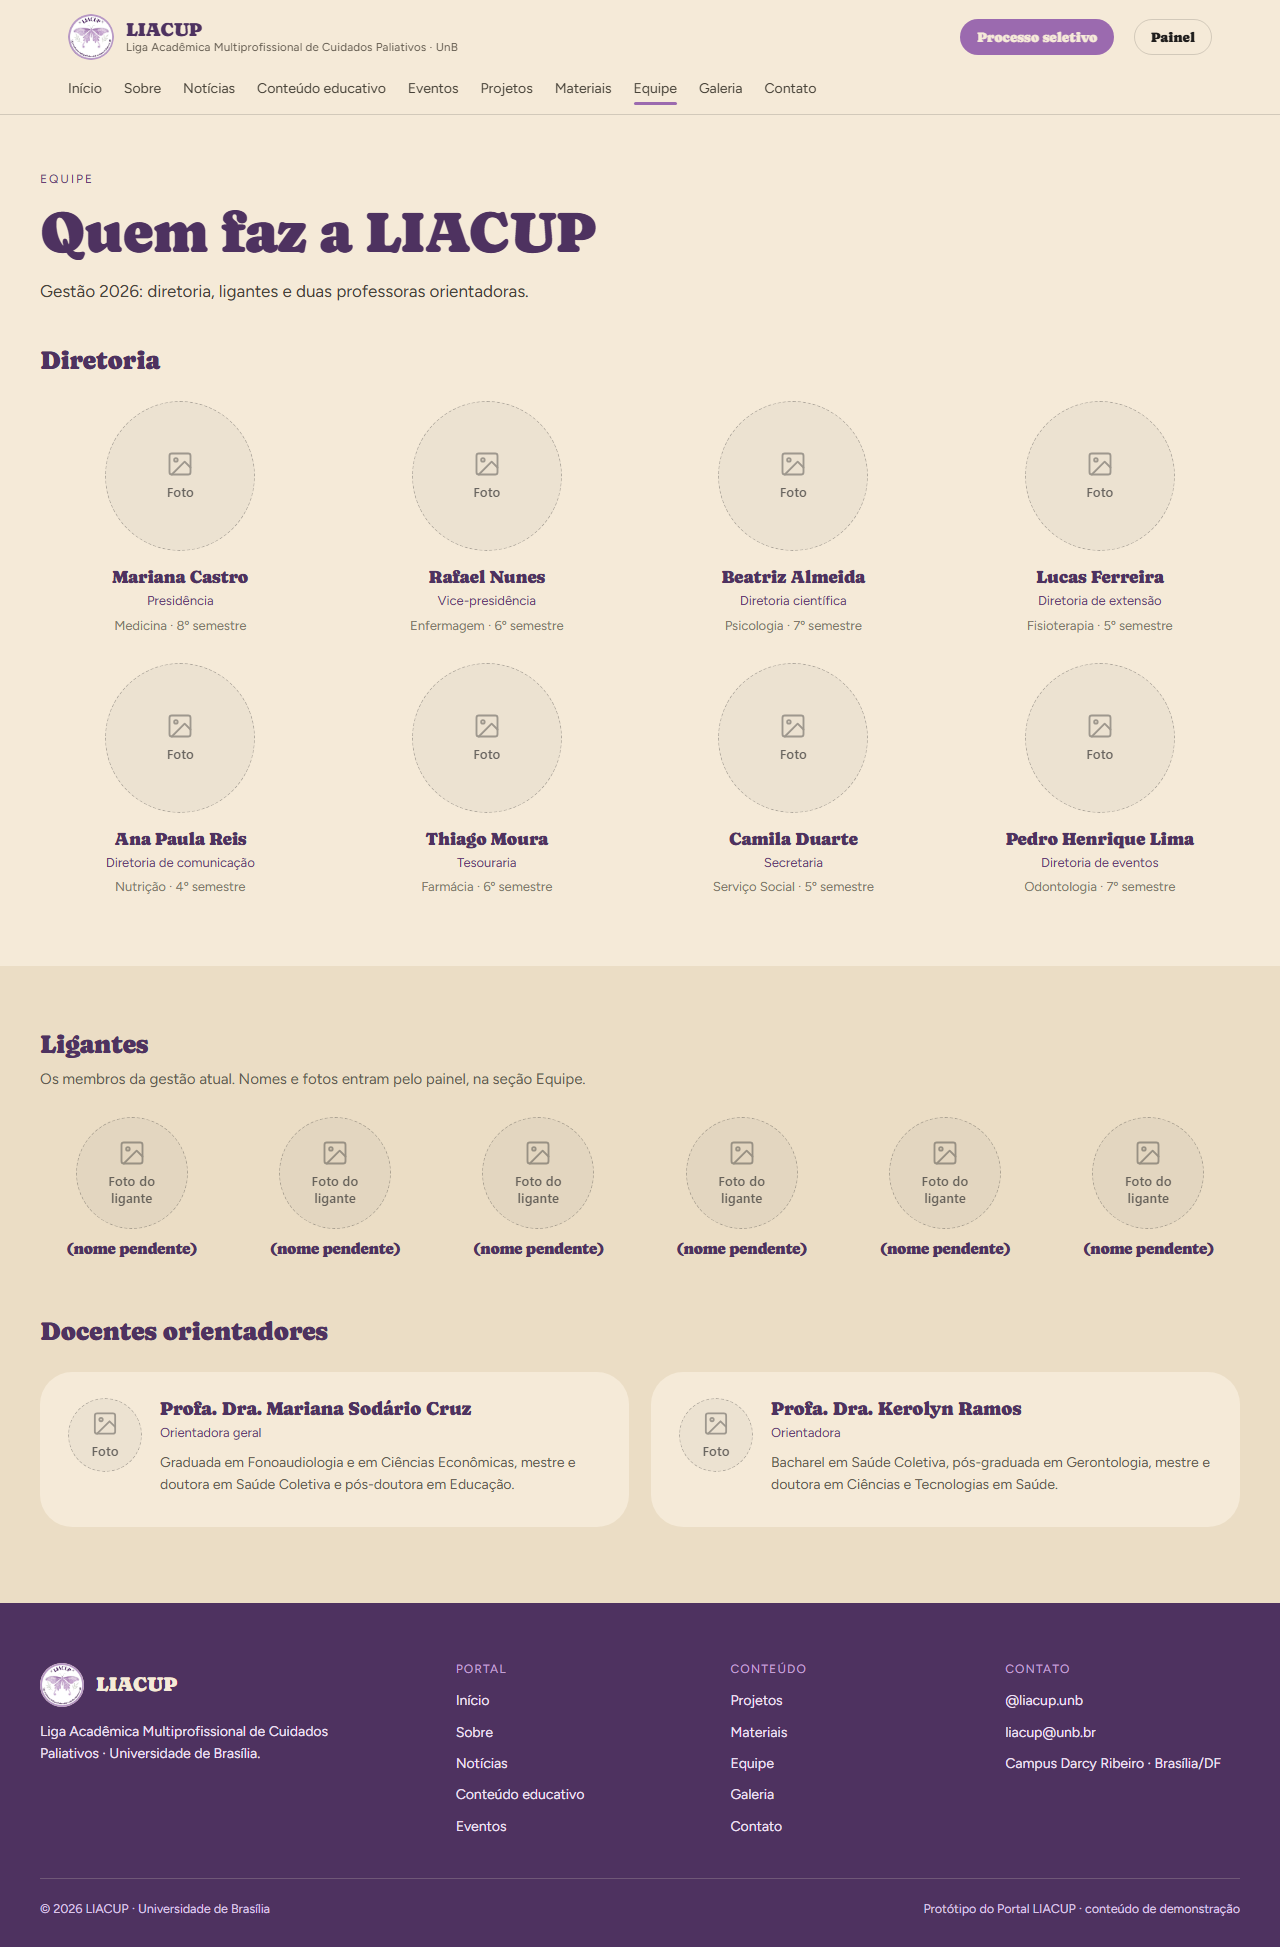 LIACUP
Liga Acadêmica Multiprofissional de Cuidados Paliativos · UnB
Processo seletivo
Painel
Início
Sobre
Notícias
Conteúdo educativo
Eventos
Projetos
Materiais
Equipe
Galeria
Contato
EQUIPE
Quem faz a LIACUP
Gestão 2026: diretoria, ligantes e duas professoras orientadoras.
Diretoria
Foto
Foto
Foto
Foto
Mariana Castro
Presidência
Medicina · 8º semestre
Rafael Nunes
Vice-presidência
Enfermagem · 6º semestre
Beatriz Almeida
Diretoria científica
Psicologia · 7º semestre
Lucas Ferreira
Diretoria de extensão
Fisioterapia · 5º semestre
Foto
Foto
Foto
Foto
Ana Paula Reis
Diretoria de comunicação
Nutrição · 4º semestre
Thiago Moura
Tesouraria
Farmácia · 6º semestre
Camila Duarte
Secretaria
Serviço Social · 5º semestre
Pedro Henrique Lima
Diretoria de eventos
Odontologia · 7º semestre
Ligantes
Os membros da gestão atual. Nomes e fotos entram pelo painel, na seção Equipe.
Foto do
ligante
(nome pendente)
Foto do
ligante
(nome pendente)
Foto do
ligante
(nome pendente)
Foto do
ligante
(nome pendente)
Foto do
ligante
(nome pendente)
Foto do
ligante
(nome pendente)
Docentes orientadores
Foto
Profa. Dra. Mariana Sodário Cruz
Orientadora geral
Graduada em Fonoaudiologia e em Ciências Econômicas, mestre e
doutora em Saúde Coletiva e pós-doutora em Educação.
Foto
Profa. Dra. Kerolyn Ramos
Orientadora
Bacharel em Saúde Coletiva, pós-graduada em Gerontologia, mestre e
doutora em Ciências e Tecnologias em Saúde.
LIACUP
Liga Acadêmica Multiprofissional de Cuidados
Paliativos · Universidade de Brasília.
PORTAL
Início
Sobre
Notícias
Conteúdo educativo
Eventos
CONTEÚDO
Projetos
Materiais
Equipe
Galeria
Contato
CONTATO
@liacup.unb
liacup@unb.br
Campus Darcy Ribeiro · Brasília/DF
© 2026 LIACUP · Universidade de Brasília
Protótipo do Portal LIACUP · conteúdo de demonstração